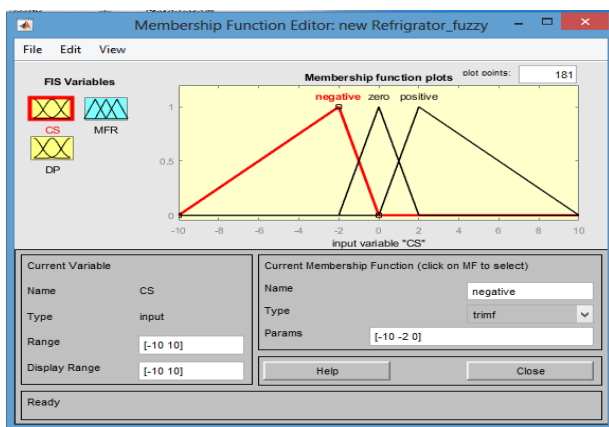 Membership Function Editor: new Refrigrator_fuzzy
File Edit View
FIS Variables
CS
MFR
DP
Membership function plots
plot points:
181
negative zero positive
1
0.5
0
-10 -8 -6 -4 -2 0 2 4 6 8 10
input variable "CS"
Current Variable
Name CS
Type input
Range [-10 10]
Display Range [-10 10]
Current Membership Function (click on MF to select)
Name negative
Type trimf
Params [-10 -2 0]
Help Close
Ready